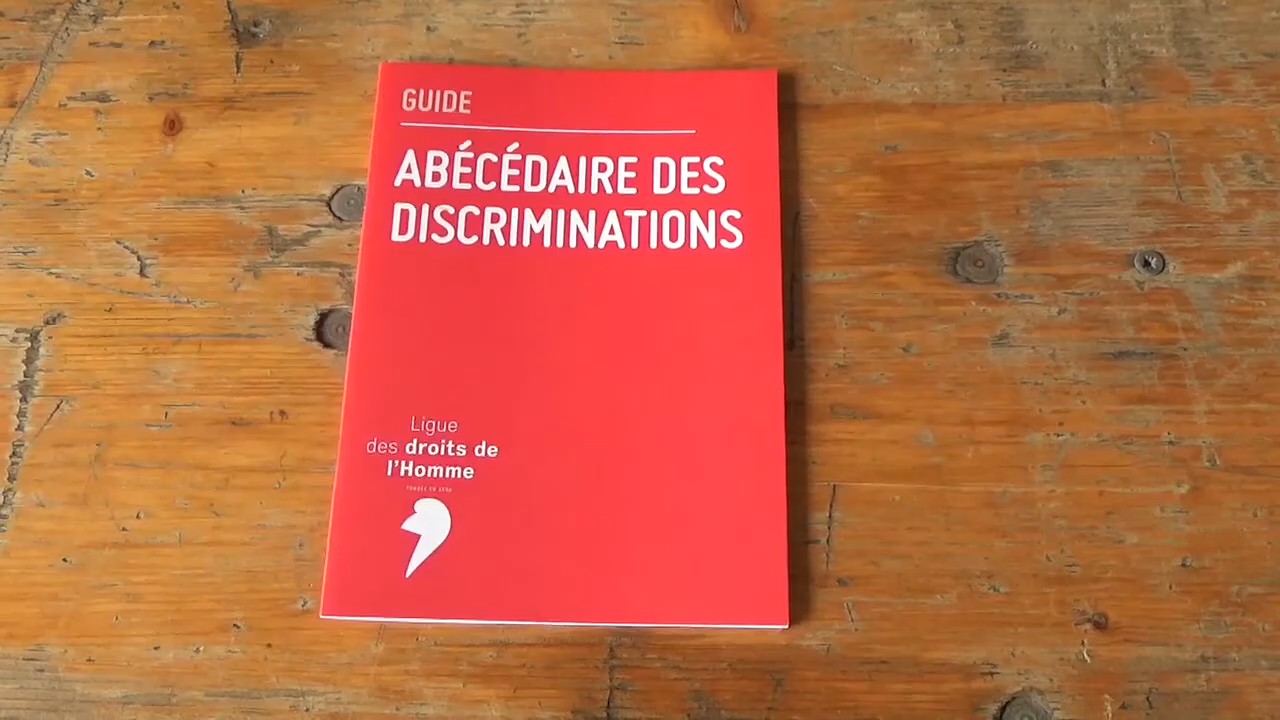 GUIDE
ABÉCÉDAIRE DES
DISCRIMINATIONS
Ligue
des droits de
l'Homme